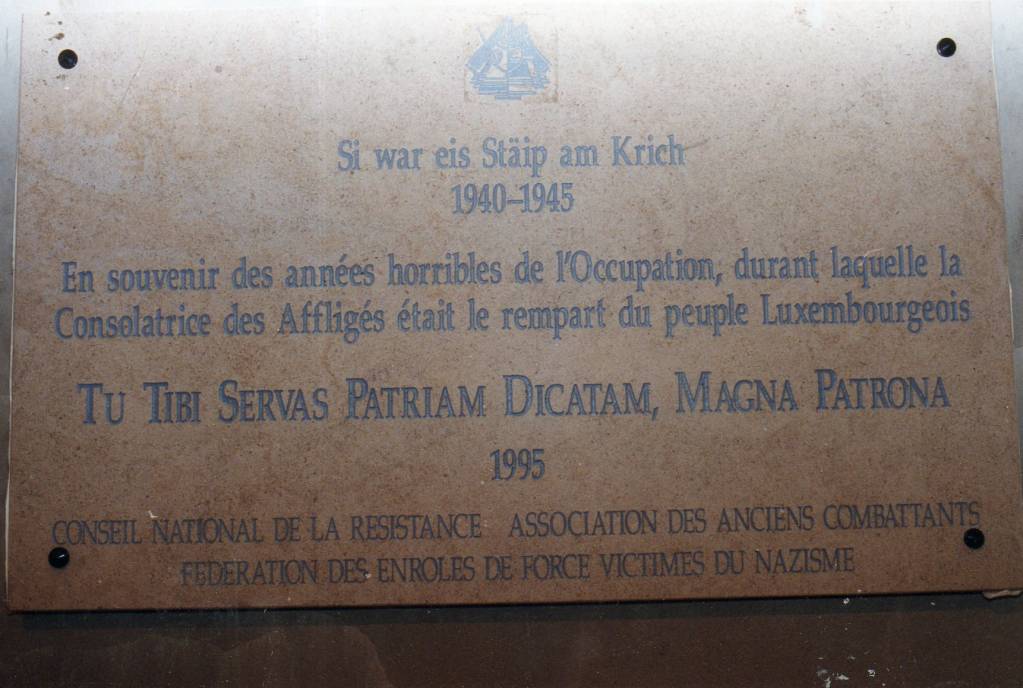 Si war eis Stäip am Krich
1940–1945
En souvenir des années horribles de l'Occupation, durant laquelle la
Consolatrice des Affligés était le rempart du peuple Luxembourgeois
TU TIBI SERVAS PATRIAM DICATAM, MAGNA PATRONA
1995
CONSEIL NATIONAL DE LA RESISTANCE ASSOCIATION DES ANCIENS COMBATTANTS
FEDERATION DES ENROLES DE FORCE VICTIMES DU NAZISME